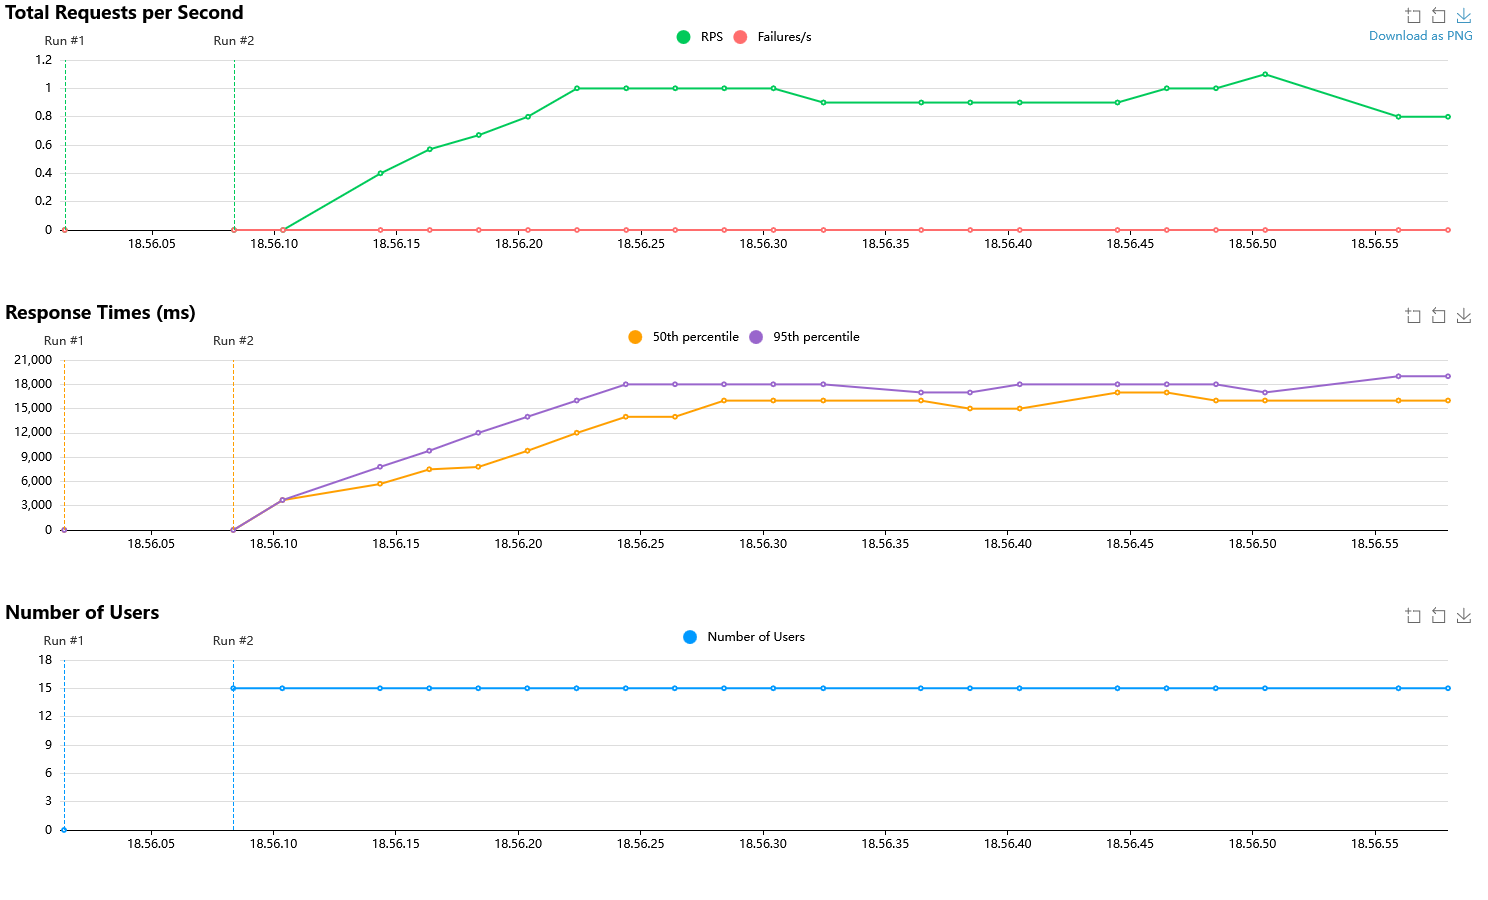 Total Requests per Second
Download as PNG
Run #1 Run #2
RPS Failures/s
1.2
1
0.8
0.6
0.4
0.2
0
18.56.05 18.56.10 18.56.15 18.56.20 18.56.25 18.56.30 18.56.35 18.56.40 18.56.45 18.56.50 18.56.55
Response Times (ms)
Run #1 Run #2
50th percentile 95th percentile
21,000
18,000
15,000
12,000
9,000
6,000
3,000
0
18.56.05 18.56.10 18.56.15 18.56.20 18.56.25 18.56.30 18.56.35 18.56.40 18.56.45 18.56.50 18.56.55
Number of Users
Run #1 Run #2
Number of Users
18
15
12
9
6
3
0
18.56.05 18.56.10 18.56.15 18.56.20 18.56.25 18.56.30 18.56.35 18.56.40 18.56.45 18.56.50 18.56.55